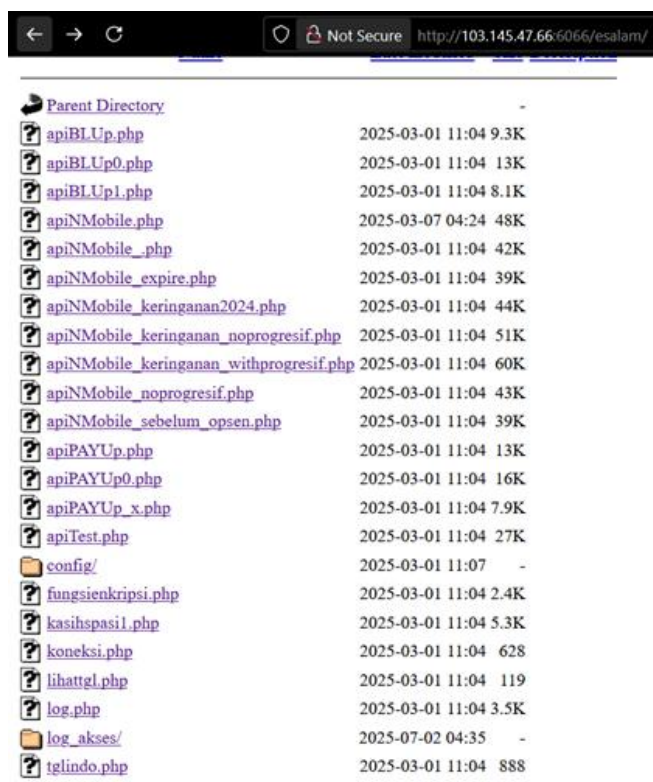 Not Secure http://103.145.47.66:6066/esalam/
Parent Directory -
apiBLUp.php 2025-03-01 11:04 9.3K
apiBLUp0.php 2025-03-01 11:04 13K
apiBLUp1.php 2025-03-01 11:04 8.1K
apiNMobile.php 2025-03-07 04:24 48K
apiNMobile_.php 2025-03-01 11:04 42K
apiNMobile_expire.php 2025-03-01 11:04 39K
apiNMobile_keringanan2024.php 2025-03-01 11:04 44K
apiNMobile_keringanan_noprogresif.php 2025-03-01 11:04 51K
apiNMobile_keringanan_withprogresif.php 2025-03-01 11:04 60K
apiNMobile_noprogresif.php 2025-03-01 11:04 43K
apiNMobile_sebelum_opsen.php 2025-03-01 11:04 39K
apiPAYUp.php 2025-03-01 11:04 13K
apiPAYUp0.php 2025-03-01 11:04 16K
apiPAYUp_x.php 2025-03-01 11:04 7.9K
apiTest.php 2025-03-01 11:04 27K
config/ 2025-03-01 11:07 -
fungsienkripsi.php 2025-03-01 11:04 2.4K
kasihspasi1.php 2025-03-01 11:04 5.3K
koneksi.php 2025-03-01 11:04 628
lihattgl.php 2025-03-01 11:04 119
log.php 2025-03-01 11:04 3.5K
log_akses/ 2025-07-02 04:35 -
tglindo.php 2025-03-01 11:04 888